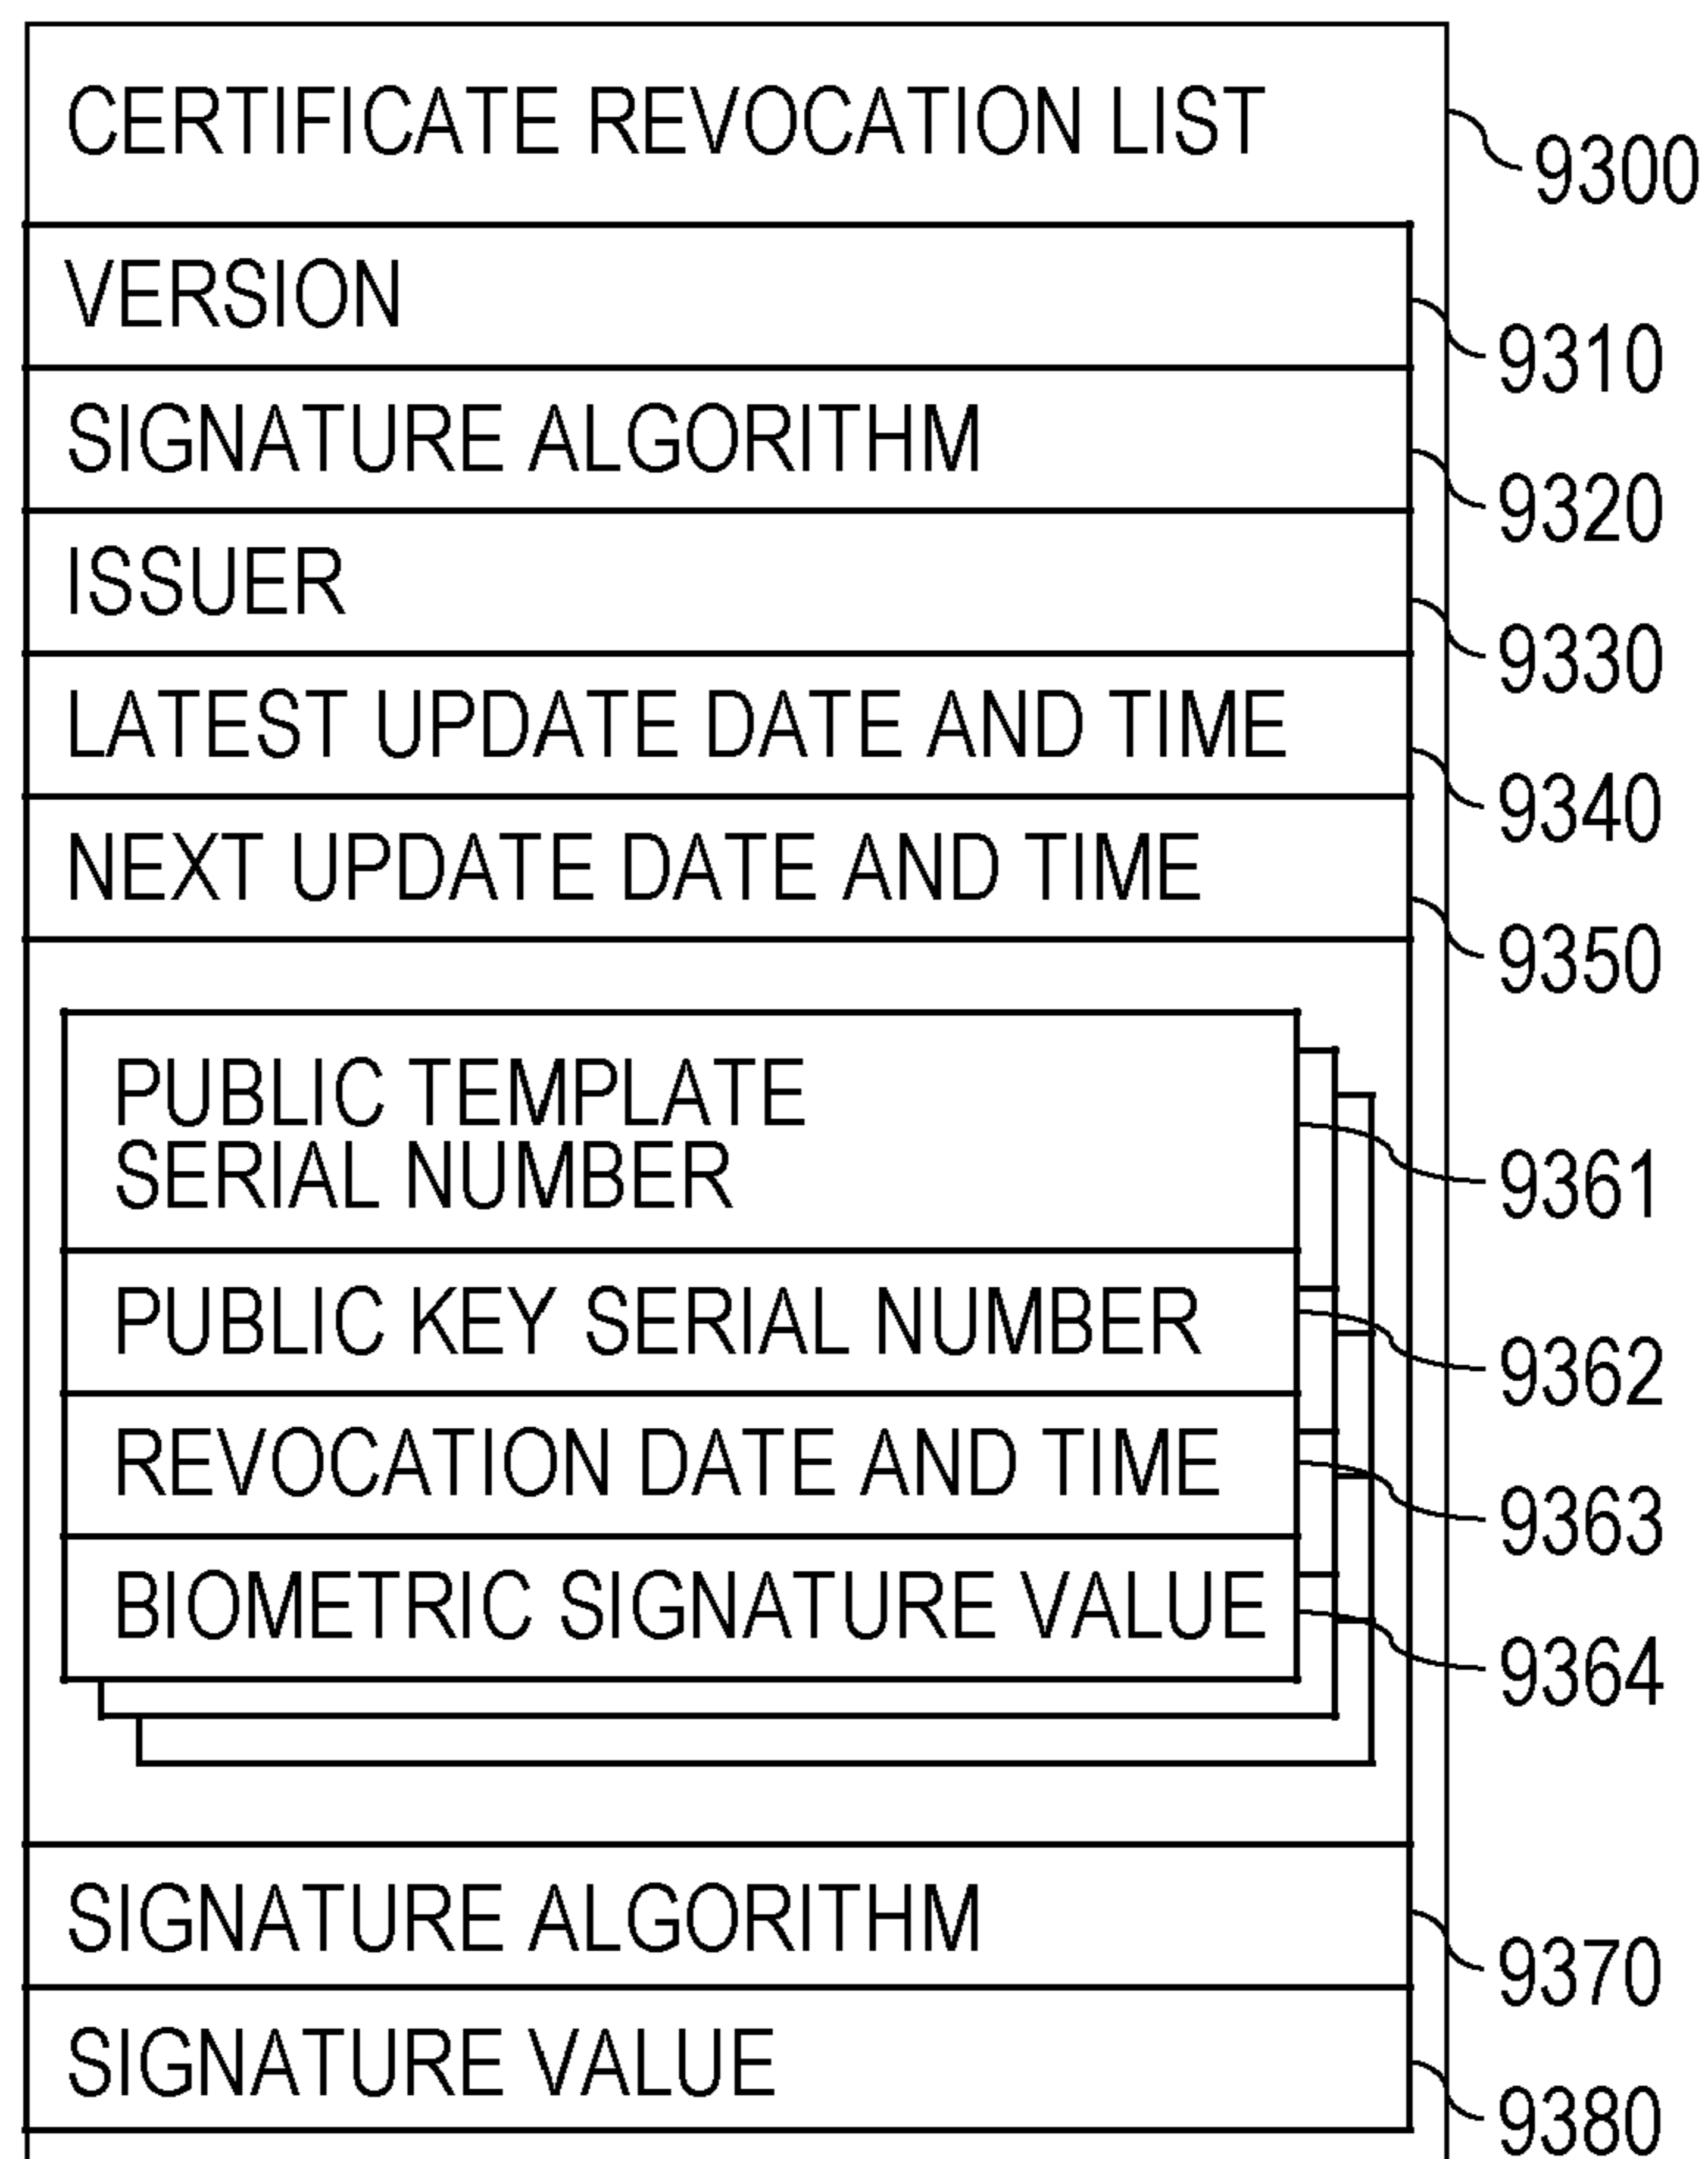 CERTIFICATE REVOCATION LIST
9300
VERSION
9310
SIGNATURE ALGORITHM
9320
ISSUER
9330
LATEST UPDATE DATE AND TIME
9340
NEXT UPDATE DATE AND TIME
9350
PUBLIC TEMPLATE
SERIAL NUMBER
9361
PUBLIC KEY SERIAL NUMBER
9362
REVOCATION DATE AND TIME
9363
BIOMETRIC SIGNATURE VALUE
9364
SIGNATURE ALGORITHM
9370
SIGNATURE VALUE
9380